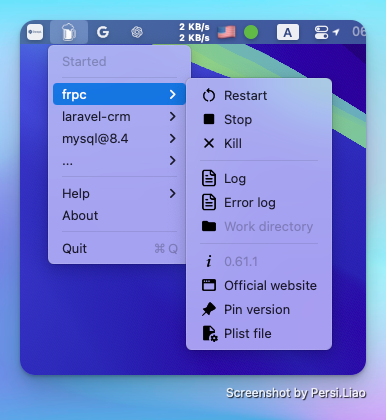 G
2 KB/s
2 KB/s
A
06
Started
frpc
laravel-crm
mysql@8.4
...
Help
About
Quit ⌘ Q
Restart
Stop
Kill
Log
Error log
Work directory
0.61.1
Official website
Pin version
Plist file
Screenshot by Persi.Liao